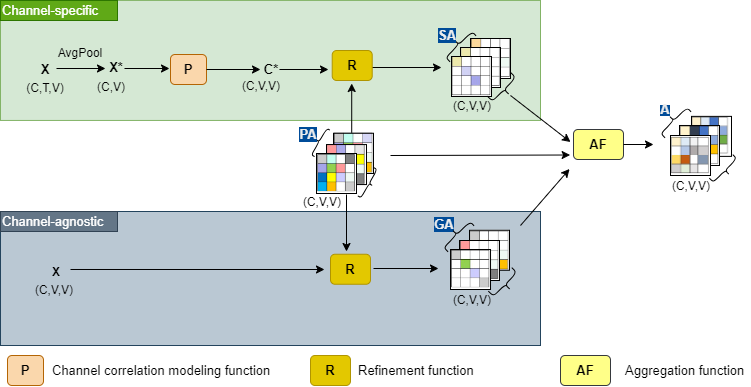 Channel-specific
AvgPool
X
X*
P
C*
R
SA
(C,T,V)
(C,V)
(C,V,V)
(C,V,V)
PA
(C,V,V)
AF
A
(C,V,V)
Channel-agnostic
X
(C,V,V)
R
GA
(C,V,V)
P Channel correlation modeling function
R Refinement function
AF Aggregation function